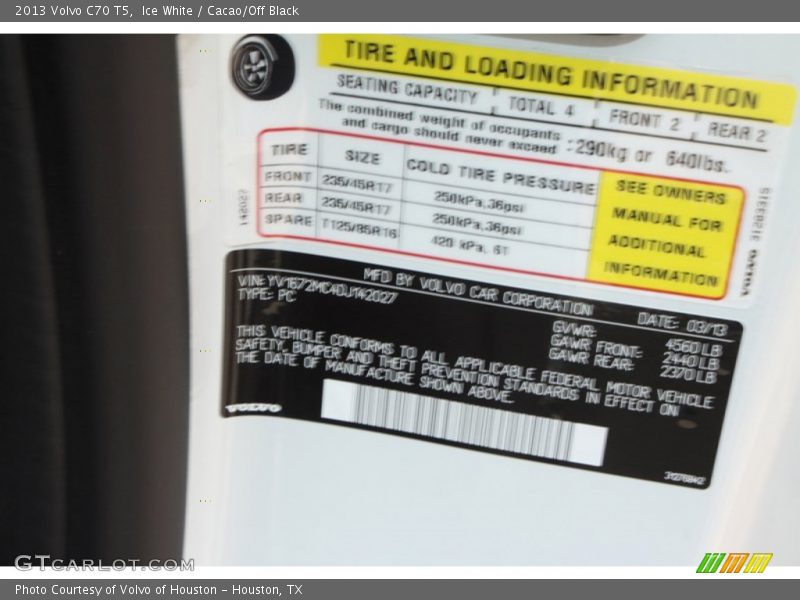 2013 Volvo C70 T5, Ice White / Cacao/Off Black
TIRE AND LOADING INFORMATION
SEATING CAPACITY TOTAL 4 FRONT 2 REAR 2
The combined weight of occupants
and cargo should never exceed : 290kg or 640lbs.
TIRE SIZE COLD TIRE PRESSURE
FRONT 235/45R17 250kPa,36psi
REAR 235/45R17 250kPa,36psi
SPARE T125/85R16 420 kPa, 61
SEE OWNERS
MANUAL FOR
ADDITIONAL
INFORMATION
142027
VOLVO 31283315
MFD BY VOLVO CAR CORPORATION
VIN: YV1672MC4DJ142027
TYPE: PC
DATE: 03/13
GVWR: 4560 LB
GAWR FRONT: 2440 LB
GAWR REAR: 2370 LB
THIS VEHICLE CONFORMS TO ALL APPLICABLE FEDERAL MOTOR VEHICLE
SAFETY, BUMPER AND THEFT PREVENTION STANDARDS IN EFFECT ON
THE DATE OF MANUFACTURE SHOWN ABOVE.
VOLVO
GTCARLOT.COM
Photo Courtesy of Volvo of Houston - Houston, TX